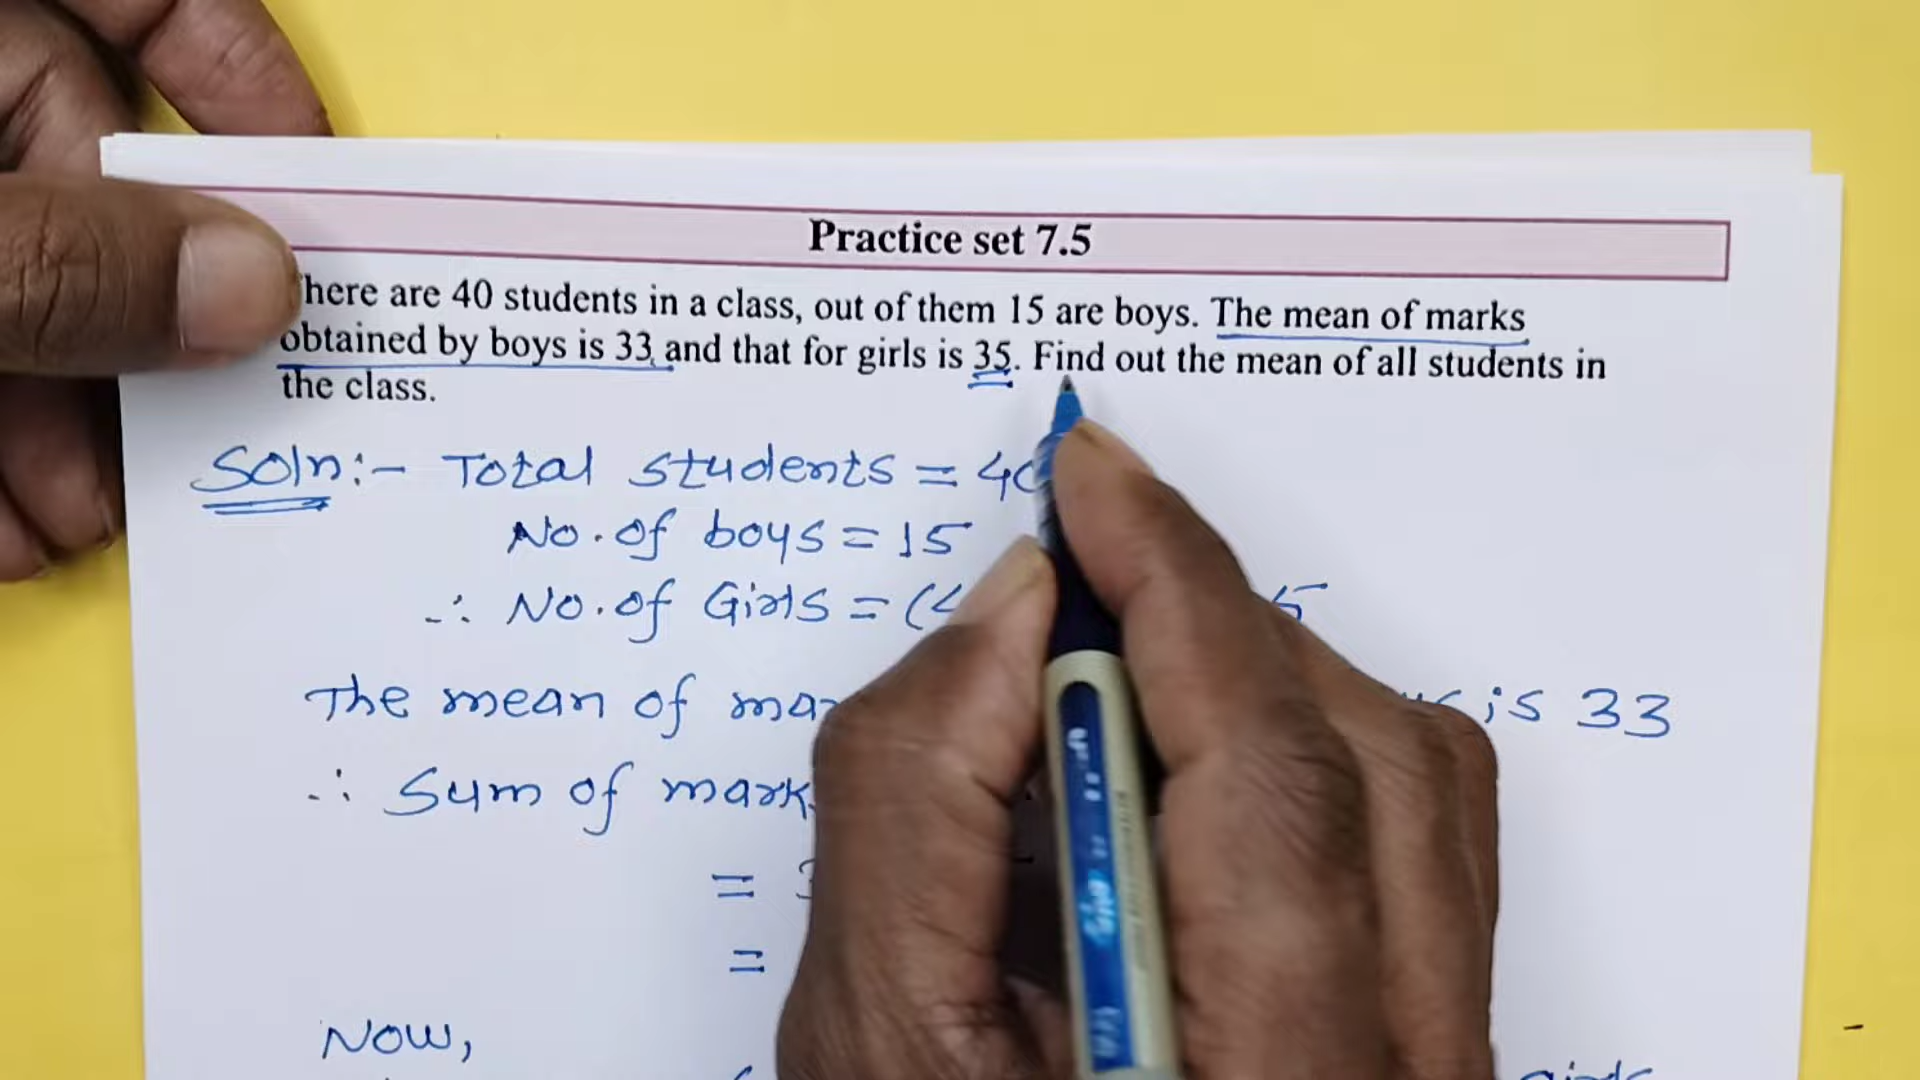 Practice set 7.5
here are 40 students in a class, out of them 15 are boys. The mean of marks
obtained by boys is 33 and that for girls is 35. Find out the mean of all students in
the class.
Soln:- Total students = 40
No. of boys = 15
∴ No. of Girls = (
The mean of is 33
∴ Sum of
=
=
Now,
girls